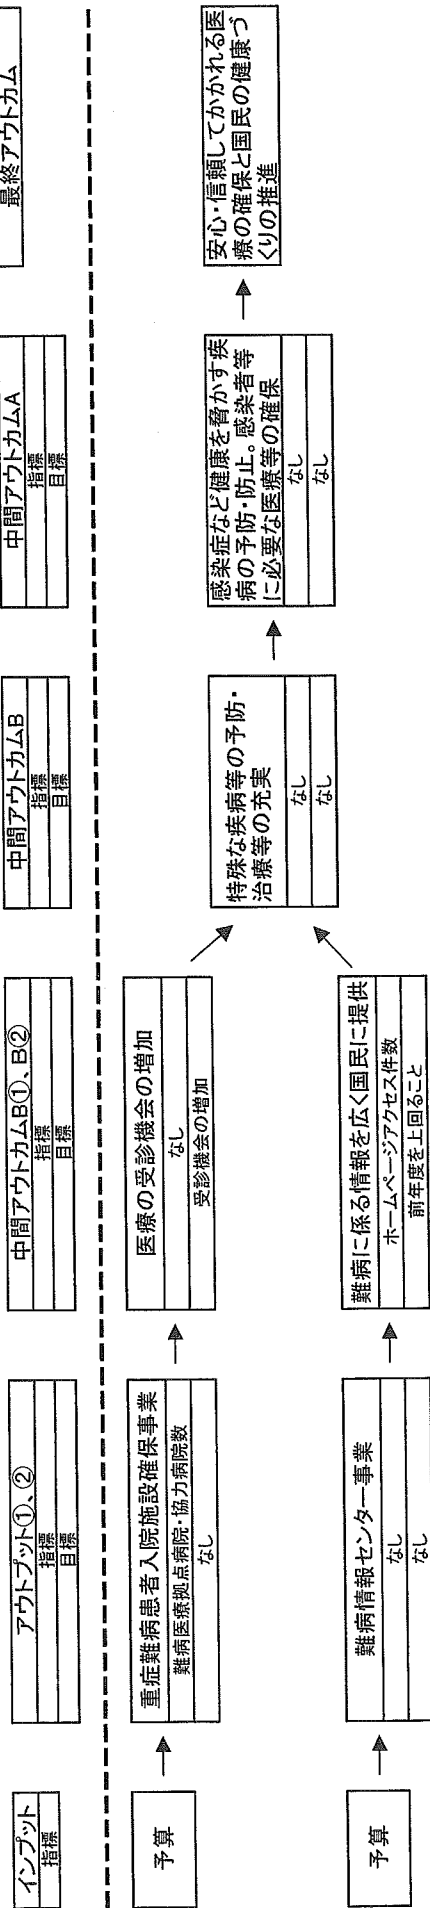 インプット
指標
アウトプット①、②
指標
目標
中間アウトカムB①、B②
指標
目標
中間アウトカムB
指標
目標
中間アウトカムA
指標
目標
最終アウトカム
予算
重症難病患者入院施設確保事業
難病医療拠点病院・協力病院数
なし
医療の受診機会の増加
なし
受診機会の増加
予算
難病情報センター事業
なし
なし
難病に係る情報を広く国民に提供
ホームページアクセス件数
前年度を上回ること
特殊な疾病等の予防・
治療等の充実
なし
なし
感染症など健康を脅かす疾
病の予防・防止。感染者等
に必要な医療等の確保
なし
なし
安心・信頼してかかれる医
療の確保と国民の健康づ
くりの推進